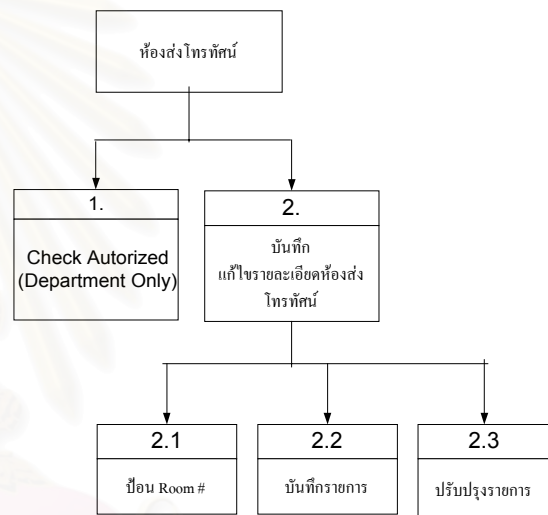 ห้องส่งโทรทัศน์
1.
Check Autorized
(Department Only)
2.
บันทึก
แก้ไขรายละเอียดห้องส่ง
โทรทัศน์
2.1
ป้อน Room #
2.2
บันทึกรายการ
2.3
ปรับปรุงรายการ